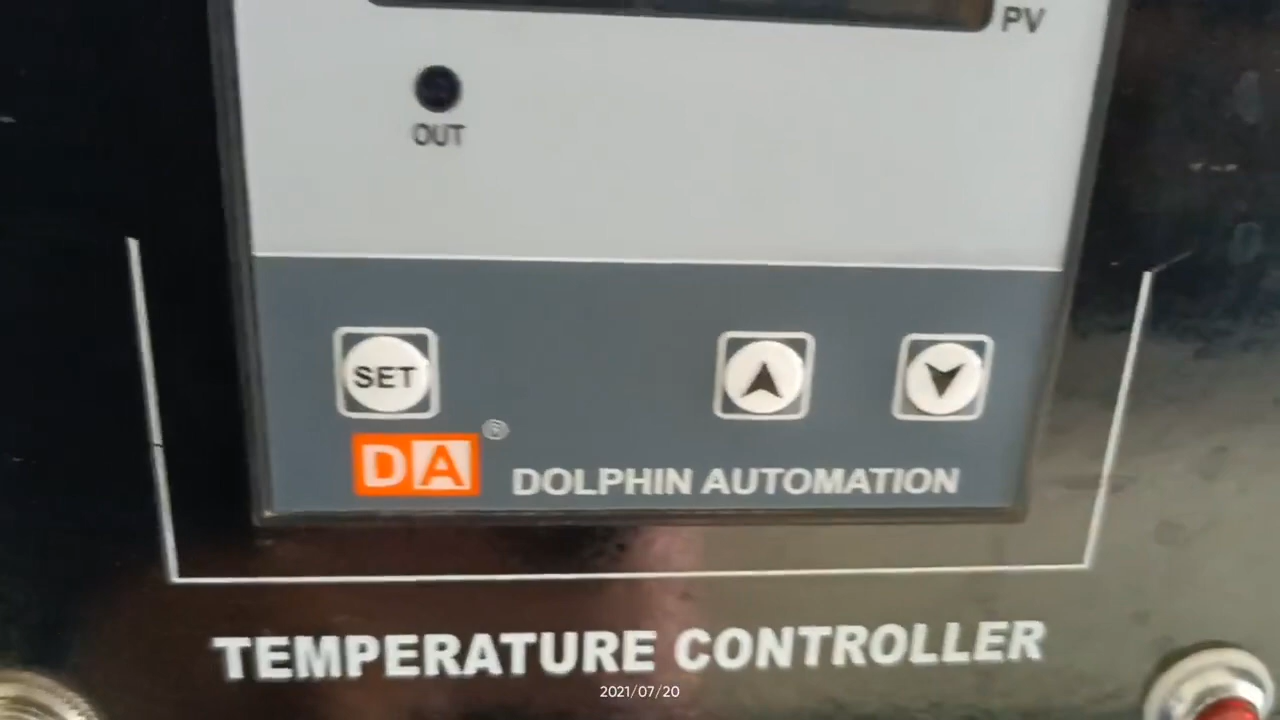 PV
OUT
SET
DA ®
DOLPHIN AUTOMATION
TEMPERATURE CONTROLLER
2021/07/20